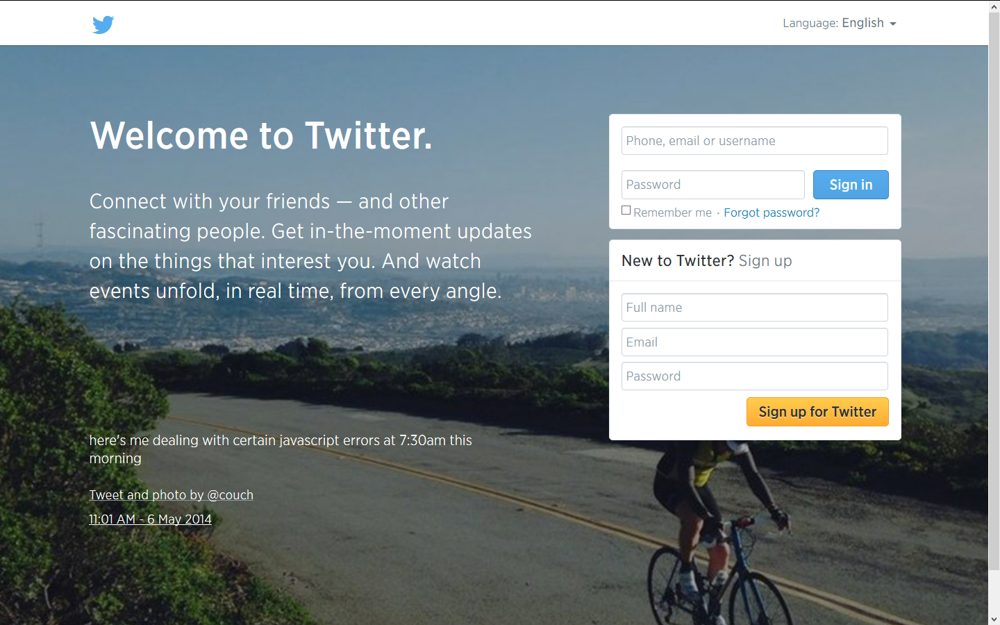 Language: English
Welcome to Twitter.
Connect with your friends — and other
fascinating people. Get in-the-moment updates
on the things that interest you. And watch
events unfold, in real time, from every angle.
here's me dealing with certain javascript errors at 7:30am this
morning
Tweet and photo by @couch
11:01 AM - 6 May 2014
Phone, email or username
Password
Sign in
Remember me · Forgot password?
New to Twitter? Sign up
Full name
Email
Password
Sign up for Twitter